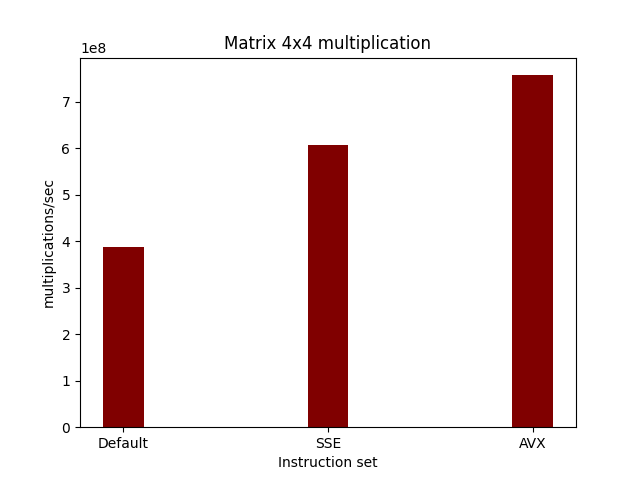 Matrix 4x4 multiplication
1e8
7
6
5
4
3
2
1
0
multiplications/sec
Default
SSE
AVX
Instruction set